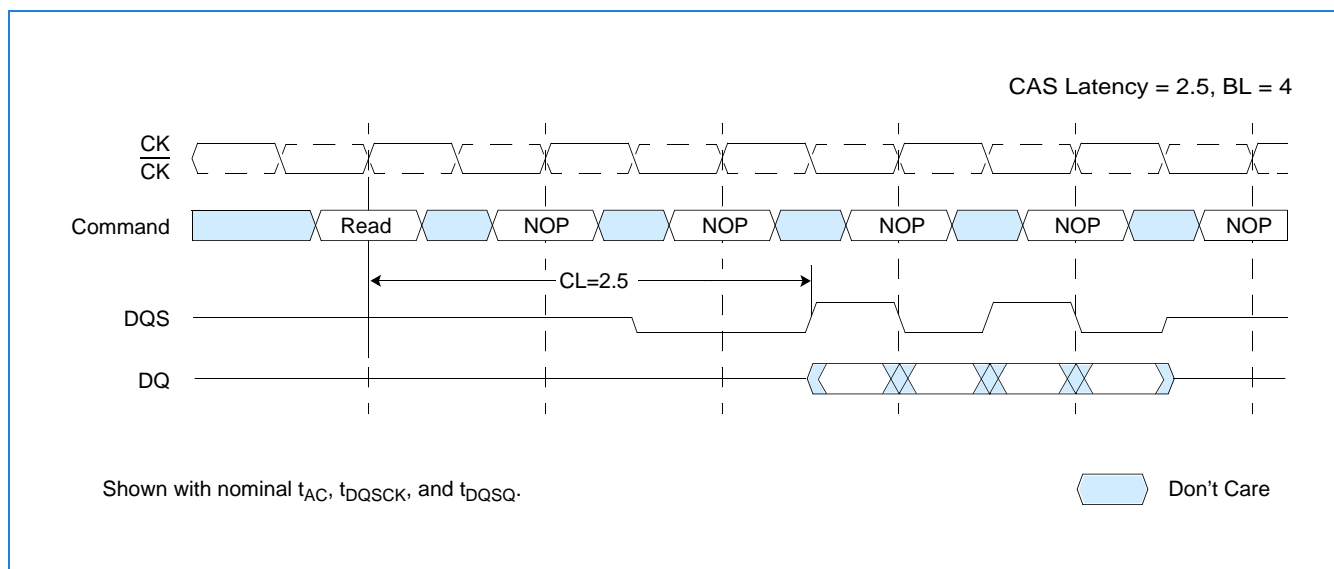 CAS Latency = 2.5, BL = 4
CK
CK
Command
Read
NOP
NOP
NOP
NOP
NOP
CL=2.5
DQS
DQ
Shown with nominal tAC, tDQSCK, and tDQSQ.
Don't Care